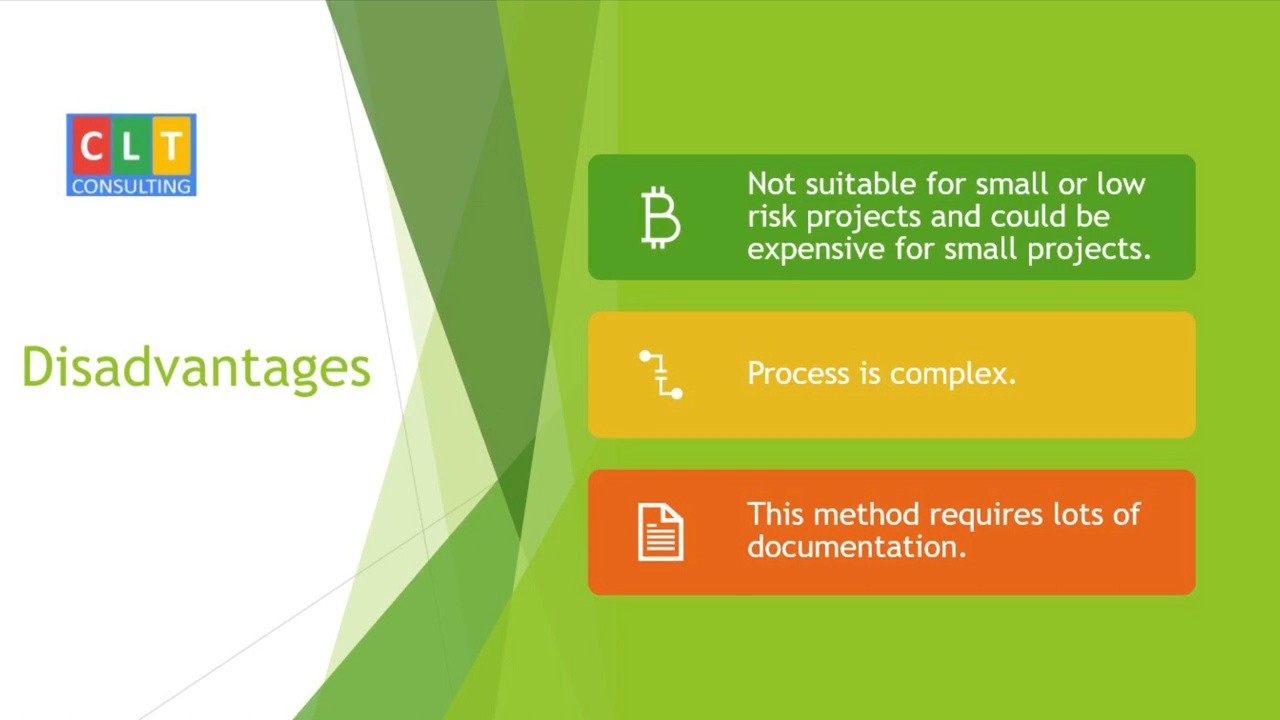 C L T
CONSULTING
Disadvantages
Not suitable for small or low
risk projects and could be
expensive for small projects.
Process is complex.
This method requires lots of
documentation.